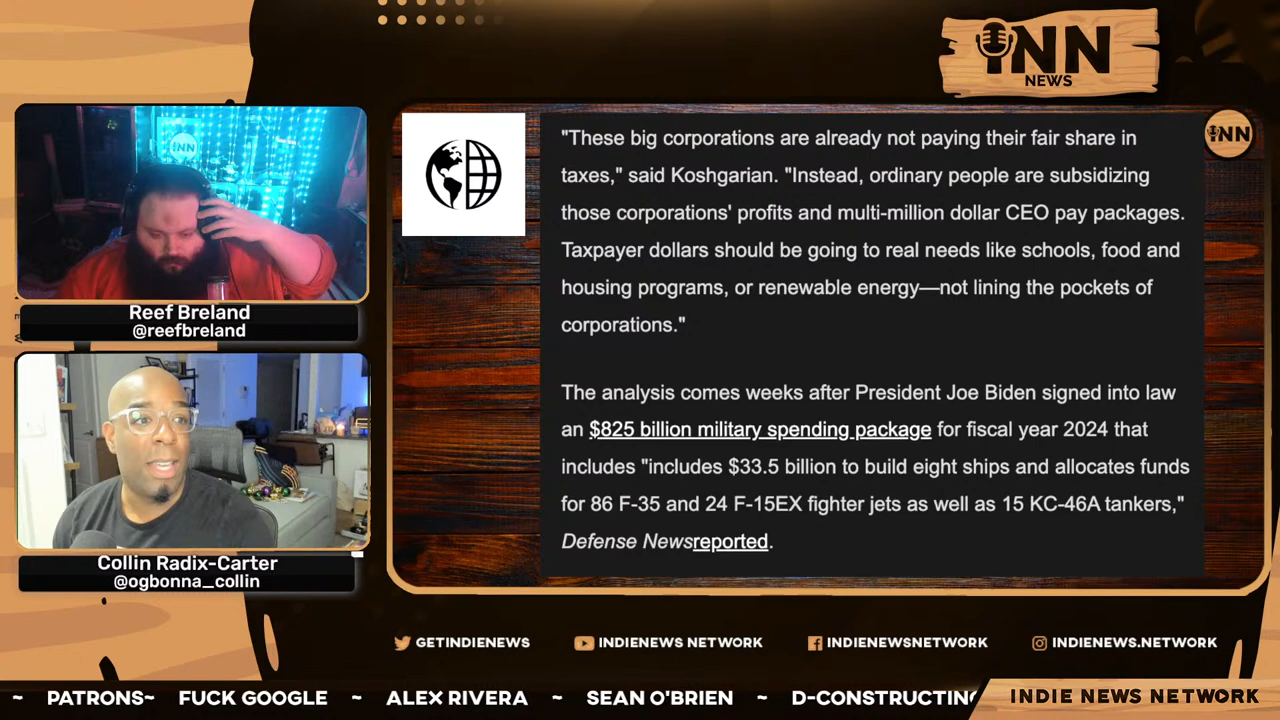 INN
NEWS
INN
INN
"These big corporations are already not paying their fair share in
taxes," said Koshgarian. "Instead, ordinary people are subsidizing
those corporations' profits and multi-million dollar CEO pay packages.
Taxpayer dollars should be going to real needs like schools, food and
housing programs, or renewable energy—not lining the pockets of
corporations."
The analysis comes weeks after President Joe Biden signed into law
an $825 billion military spending package for fiscal year 2024 that
includes "includes $33.5 billion to build eight ships and allocates funds
for 86 F-35 and 24 F-15EX fighter jets as well as 15 KC-46A tankers,"
Defense Newsreported.
Reef Breland
@reefbreland
Collin Radix-Carter
@ogbonna_collin
GETINDIENEWS
INDIENEWS NETWORK
INDIENEWSNETWORK
INDIENEWS.NETWORK
~ PATRONS~ FUCK GOOGLE ~ ALEX RIVERA ~ SEAN O'BRIEN ~ D-CONSTRUCTING
INDIE NEWS NETWORK